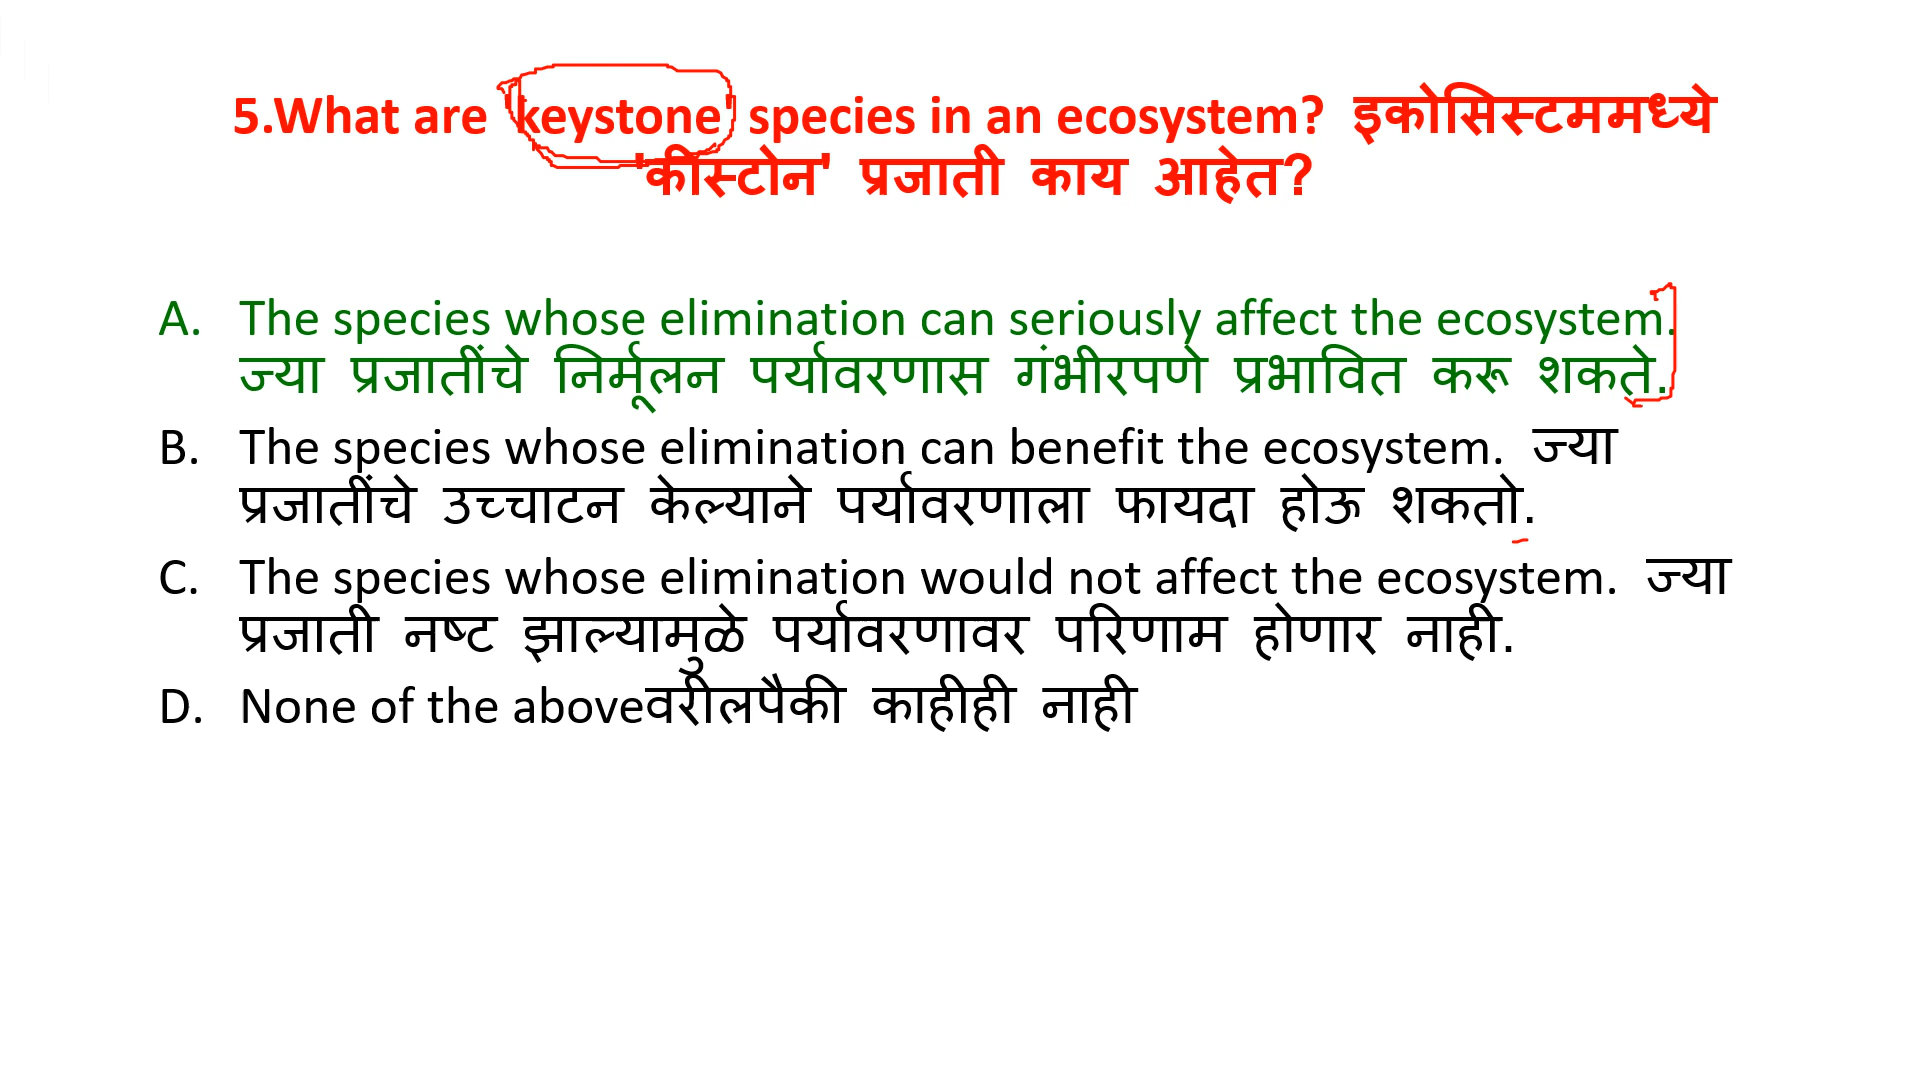 5.What are 'keystone' species in an ecosystem? इकोसिस्टममध्ये
'कीस्टोन' प्रजाती काय आहेत?
A. The species whose elimination can seriously affect the ecosystem.
ज्या प्रजातींचे निर्मूलन पर्यावरणास गंभीरपणे प्रभावित करू शकते.
B. The species whose elimination can benefit the ecosystem. ज्या
प्रजातींचे उच्चाटन केल्याने पर्यावरणाला फायदा होऊ शकतो.
C. The species whose elimination would not affect the ecosystem. ज्या
प्रजाती नष्ट झाल्यामुळे पर्यावरणावर परिणाम होणार नाही.
D. None of the aboveवरीलपैकी काहीही नाही